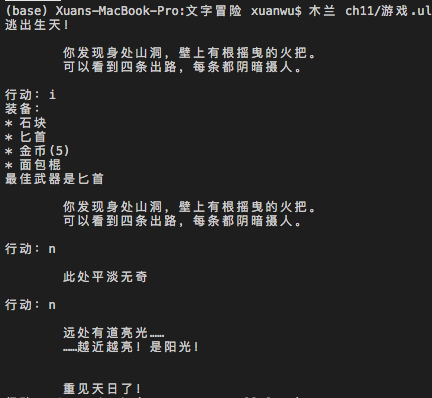 (base) Xuans-MacBook-Pro:文字冒险 xuanwu$ 木兰 ch11/游戏.ul
逃出生天!
你发现身处山洞, 壁上有根摇曳的火把。
可以看到四条出路, 每条都阴暗摄人。
行动: i
装备:
* 石块
* 匕首
* 金币(5)
* 面包棍
最佳武器是匕首
你发现身处山洞, 壁上有根摇曳的火把。
可以看到四条出路, 每条都阴暗摄人。
行动: n
此处平淡无奇
行动: n
远处有道亮光……
……越近越亮! 是阳光!
重见天日了!